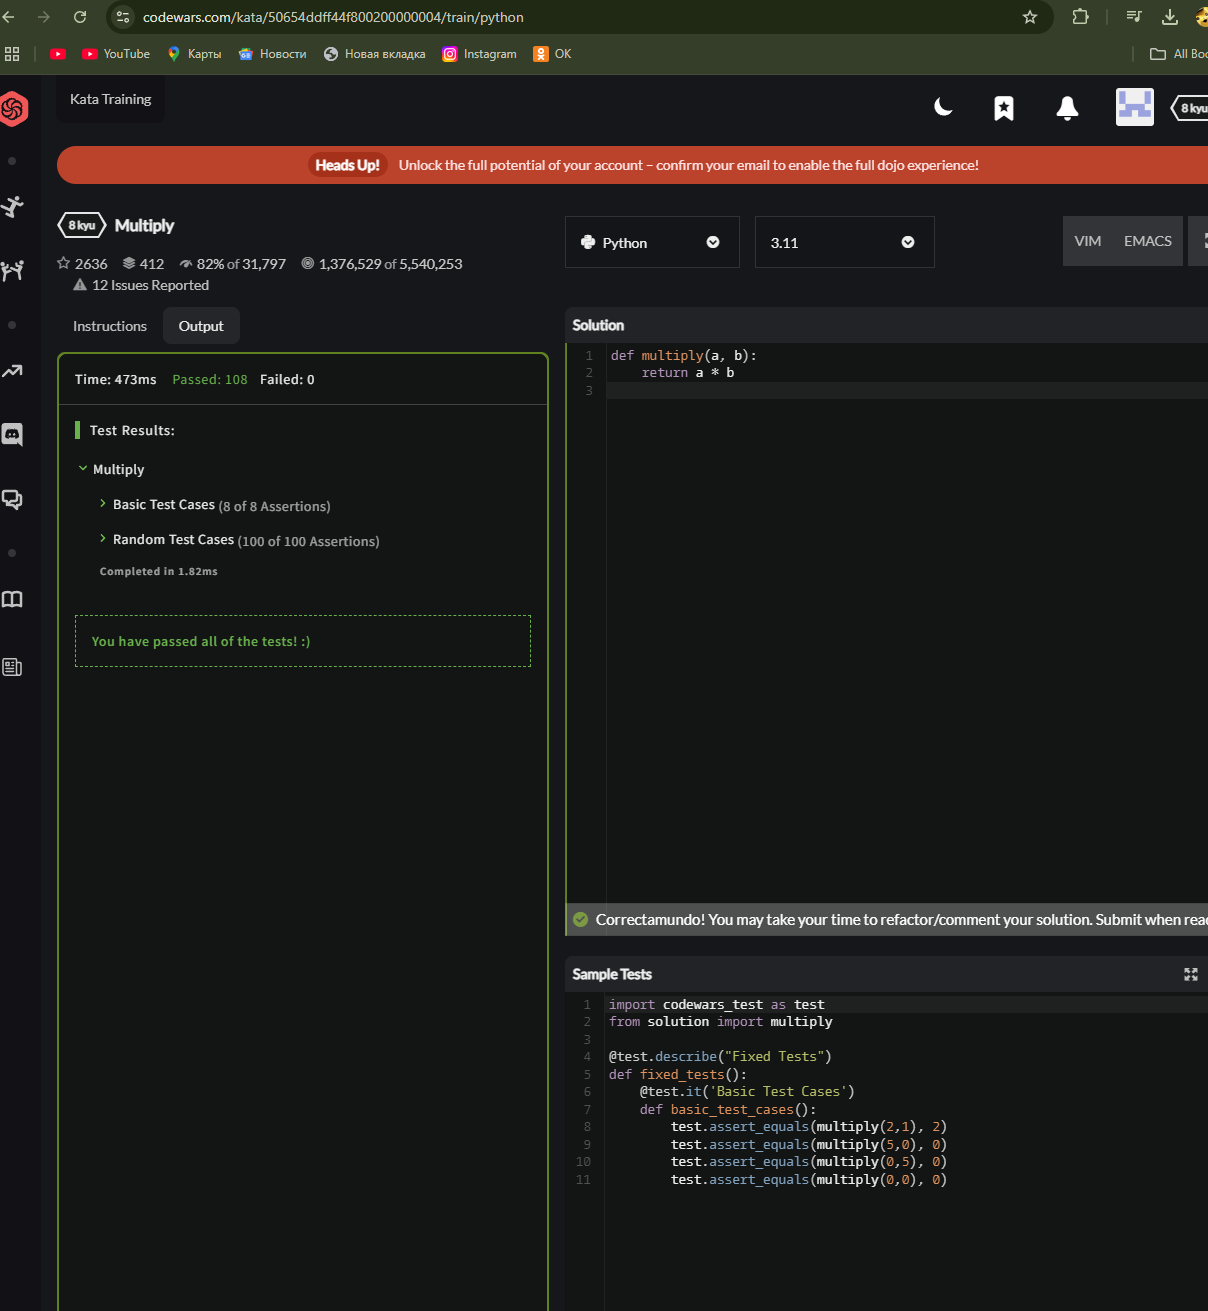 codewars.com/kata/50654ddff44f800200000004/train/python
YouTube Карты Новости Новая вкладка Instagram OK
All Boo
Kata Training
8 kyu
Heads Up! Unlock the full potential of your account – confirm your email to enable the full dojo experience!
8 kyu Multiply
2636 412 82% of 31,797 1,376,529 of 5,540,253
12 Issues Reported
Python 3.11 VIM EMACS
Instructions Output
Time: 473ms Passed: 108 Failed: 0
Test Results:
Multiply
Basic Test Cases (8 of 8 Assertions)
Random Test Cases (100 of 100 Assertions)
Completed in 1.82ms
You have passed all of the tests! :)
Solution
1 def multiply(a, b):
2     return a * b
3
Correctamundo! You may take your time to refactor/comment your solution. Submit when rea
Sample Tests
1 import codewars_test as test
2 from solution import multiply
3
4 @test.describe("Fixed Tests")
5 def fixed_tests():
6     @test.it('Basic Test Cases')
7     def basic_test_cases():
8         test.assert_equals(multiply(2,1), 2)
9         test.assert_equals(multiply(5,0), 0)
10         test.assert_equals(multiply(0,5), 0)
11         test.assert_equals(multiply(0,0), 0)